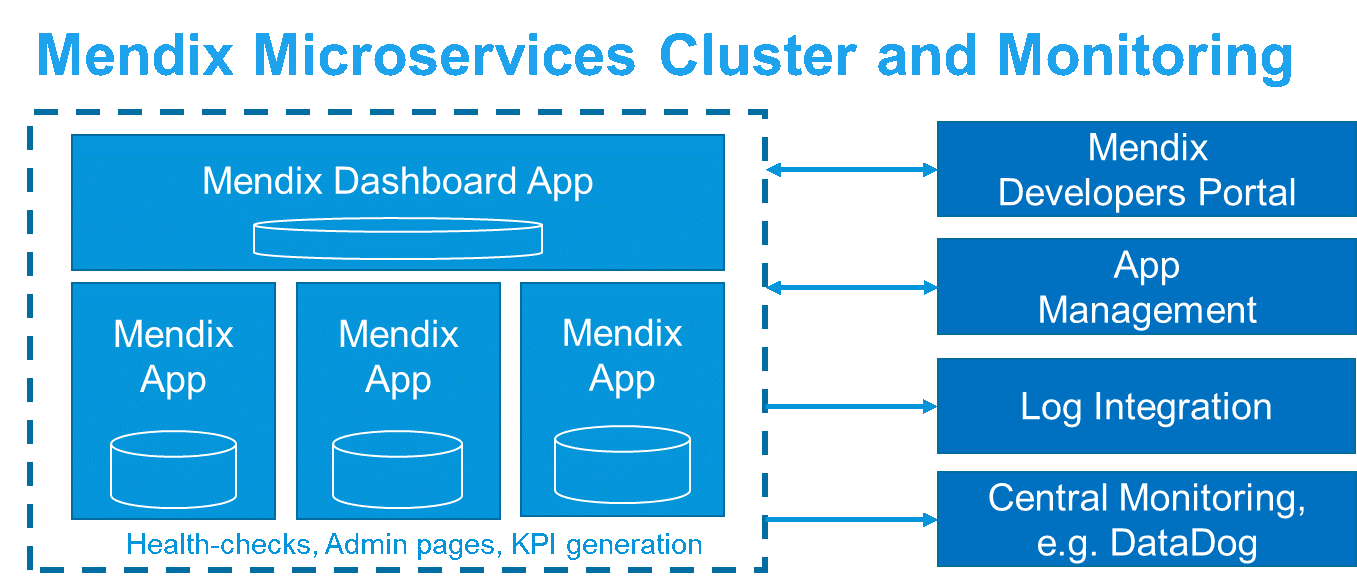 Mendix Microservices Cluster and Monitoring
Mendix Dashboard App
Mendix
App
Mendix
App
Mendix
App
Health-checks, Admin pages, KPI generation
Mendix
Developers Portal
App
Management
Log Integration
Central Monitoring,
e.g. DataDog